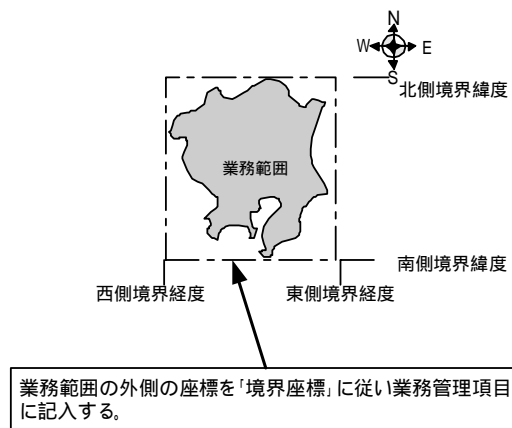 N
W E
S
北側境界緯度
業務範囲
南側境界緯度
西側境界経度 東側境界経度
業務範囲の外側の座標を「境界座標」に従い業務管理項目
に記入する。